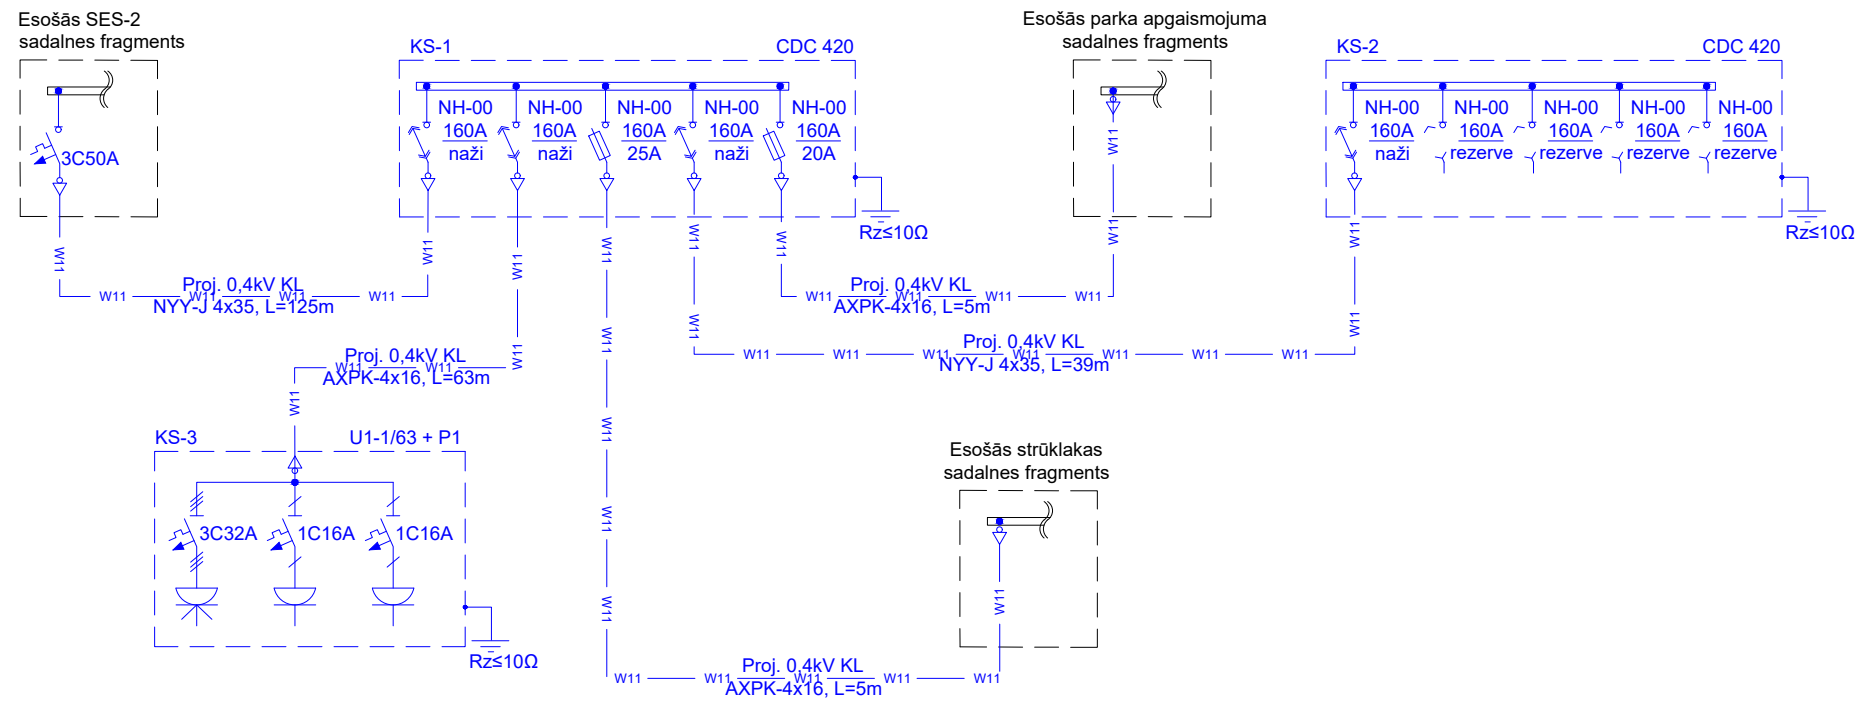 Esošās SES-2
sadalnes fragments
3C50A
W11
Proj. 0,4kV KL
W11 W11 W11 W11
NYY-J 4x35, L=125m
KS-1
CDC 420
NH-00
160A
naži
NH-00
160A
naži
NH-00
160A
25A
NH-00
160A
naži
NH-00
160A
20A
Rz≤10Ω
W11
W11
W11
W11
W11
Esošās parka apgaismojuma
sadalnes fragments
W11
W11
Proj. 0,4kV KL
W11 W11 W11 W11
AXPK-4x16, L=5m
KS-2
CDC 420
NH-00
160A
naži
NH-00
160A
rezerve
NH-00
160A
rezerve
NH-00
160A
rezerve
NH-00
160A
rezerve
Rz≤10Ω
W11
W11
W11
Proj. 0,4kV KL
W11 W11 W11 W11 W11 W11 W11
NYY-J 4x35, L=39m
W11
Proj. 0,4kV KL
W11 W11
AXPK-4x16, L=63m
W11
KS-3
U1-1/63 + P1
3C32A
1C16A
1C16A
Rz≤10Ω
W11
W11
W11
W11
Esošās strūklakas
sadalnes fragments
W11
Proj. 0,4kV KL
W11 W11 W11 W11 W11
AXPK-4x16, L=5m